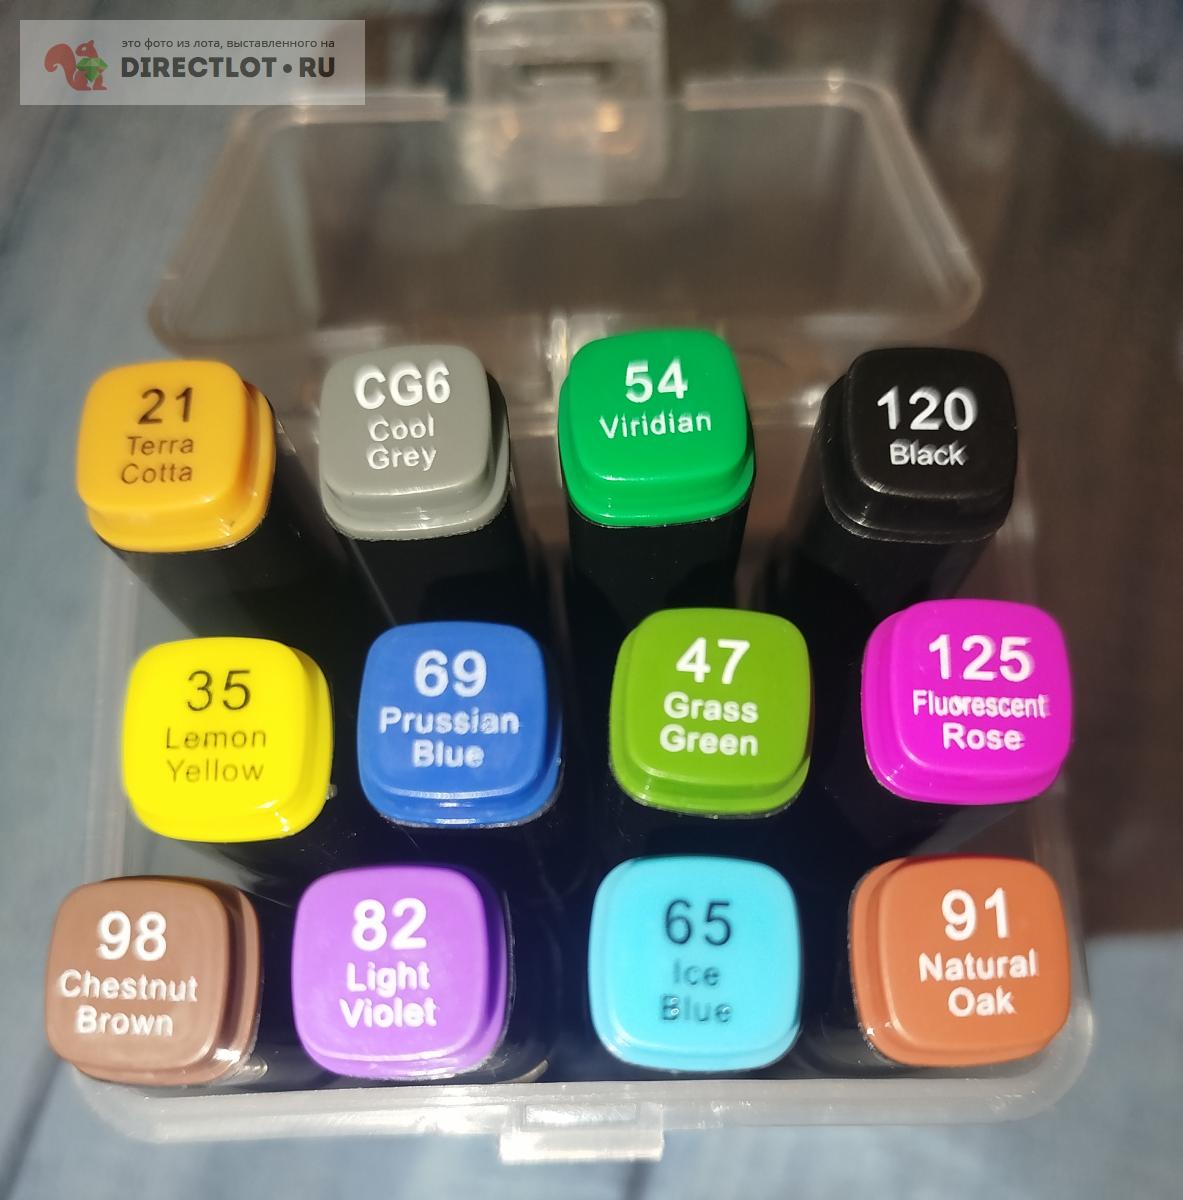 это фото из лота, выставленного на
DIRECTLOT•RU
21
Terra
Cotta
CG6
Cool
Grey
54
Viridian
120
Black
35
Lemon
Yellow
69
Prussian
Blue
47
Grass
Green
125
Fluorescent
Rose
98
Chestnut
Brown
82
Light
Violet
65
Ice
Blue
91
Natural
Oak